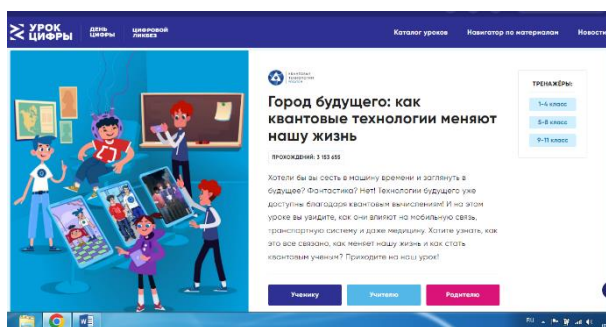 УРОК ЦИФРЫ
ДЕНЬ ЦИФРЫ
ЦИФРОВОЙ ЛИКБЕЗ
Каталог уроков
Навигатор по материалам
Новости
КВАНТОВЫЕ ТЕХНОЛОГИИ
ТРЕНАЖЁРЫ:
1-4 класс
5-8 класс
9-11 класс
Город будущего: как
квантовые технологии меняют
нашу жизнь
ПРОХОЖДЕНИЙ: 3 153 655
Хотели бы вы сесть в машину времени и заглянуть в
будущее? Фантастика? Нет! Технологии будущего уже
доступны благодаря квантовым вычислениям! И на этом
уроке вы увидите, как они влияют на мобильную связь,
транспортную систему и даже медицину. Хотите узнать, как
это все связано, как меняет нашу жизнь и как стать
квантовым ученым? Приходите на наш урок!
Ученику
Учителю
Родителю
RU